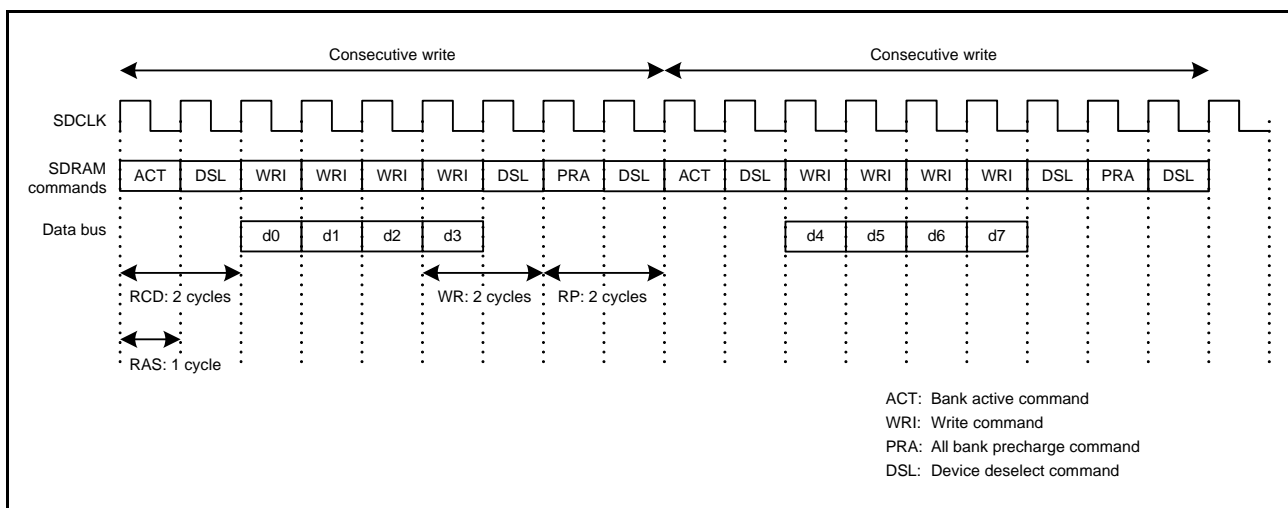 Consecutive write Consecutive write
SDCLK
SDRAM commands ACT DSL WRI WRI WRI WRI DSL PRA DSL ACT DSL WRI WRI WRI WRI DSL PRA DSL
Data bus d0 d1 d2 d3 d4 d5 d6 d7
RCD: 2 cycles WR: 2 cycles RP: 2 cycles
RAS: 1 cycle
ACT: Bank active command
WRI: Write command
PRA: All bank precharge command
DSL: Device deselect command